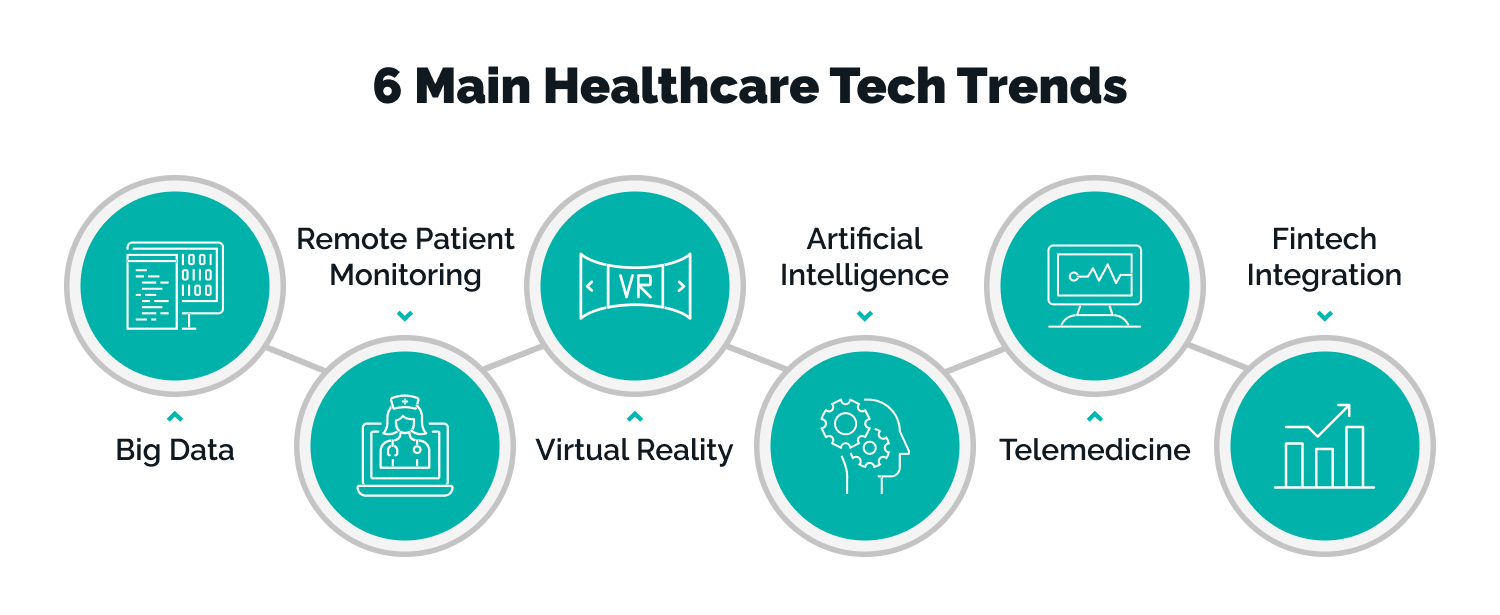 6 Main Healthcare Tech Trends
1001
0110
1100
Big Data
Remote Patient
Monitoring
VR
Virtual Reality
Artificial
Intelligence
Telemedicine
Fintech
Integration